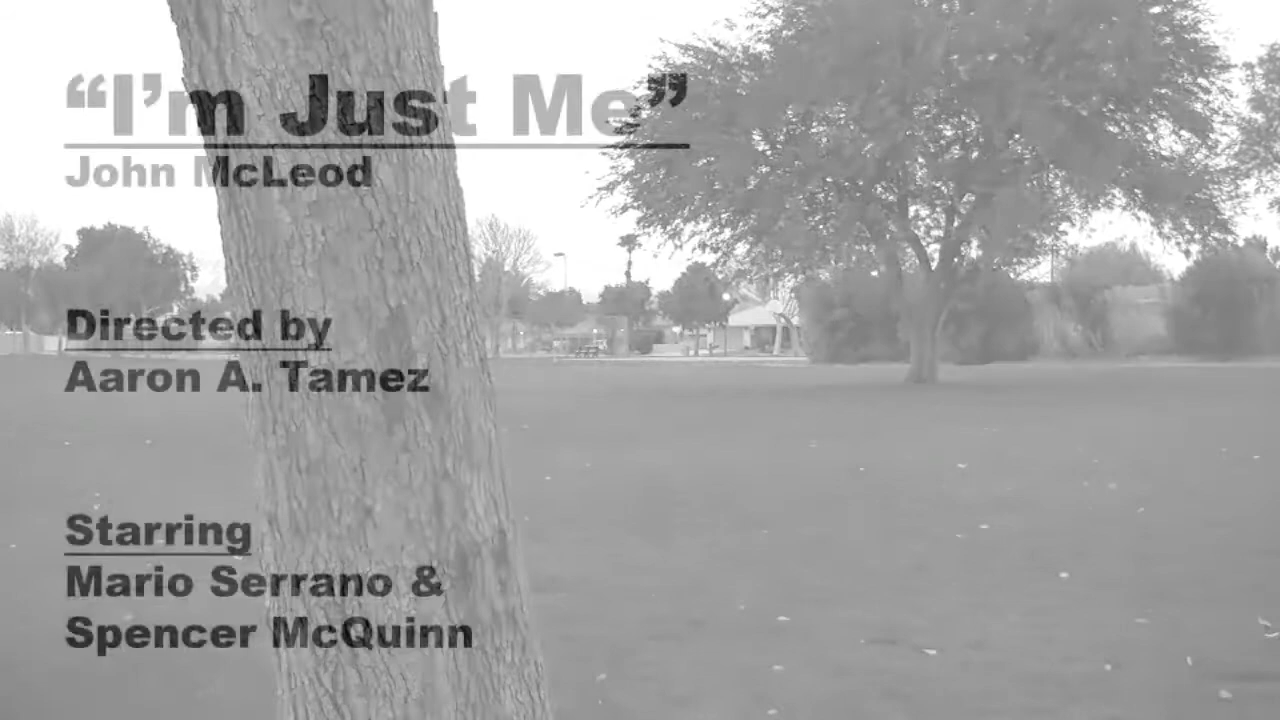 “I’m Just Me”
John McLeod
Directed by
Aaron A. Tamez
Starring
Mario Serrano &
Spencer McQuinn